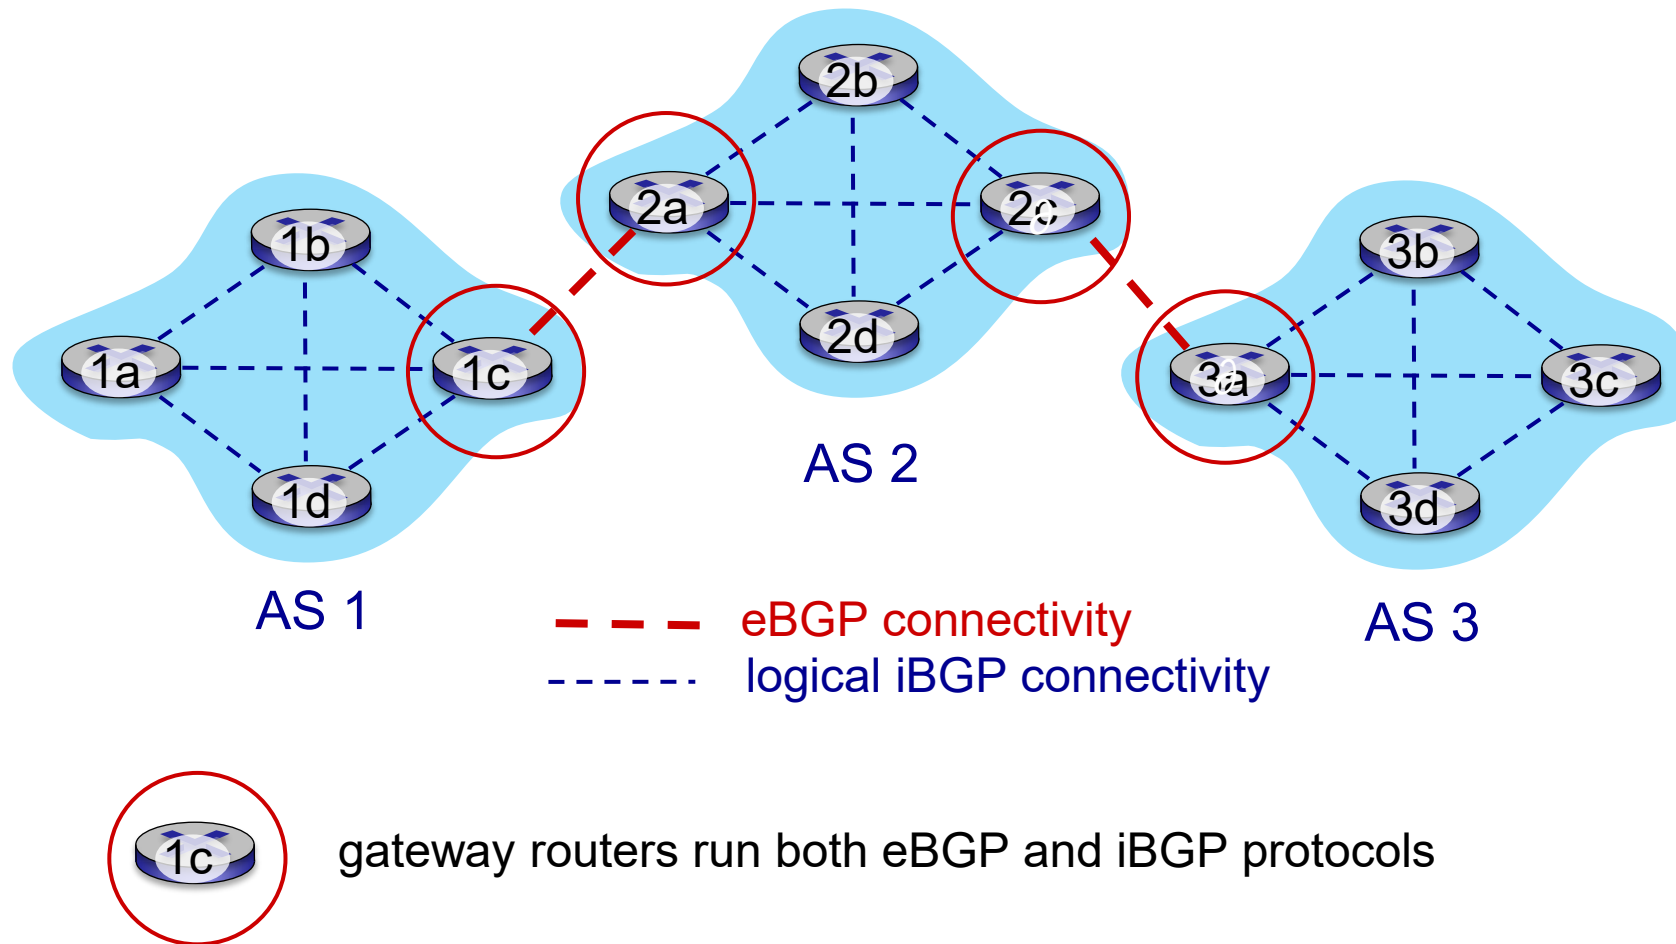 2b
2a
2c
1b
3b
2d
1a
1c
3a
3c
AS 2
1d
3d
AS 1
eBGP connectivity
AS 3
logical iBGP connectivity
1c
gateway routers run both eBGP and iBGP protocols